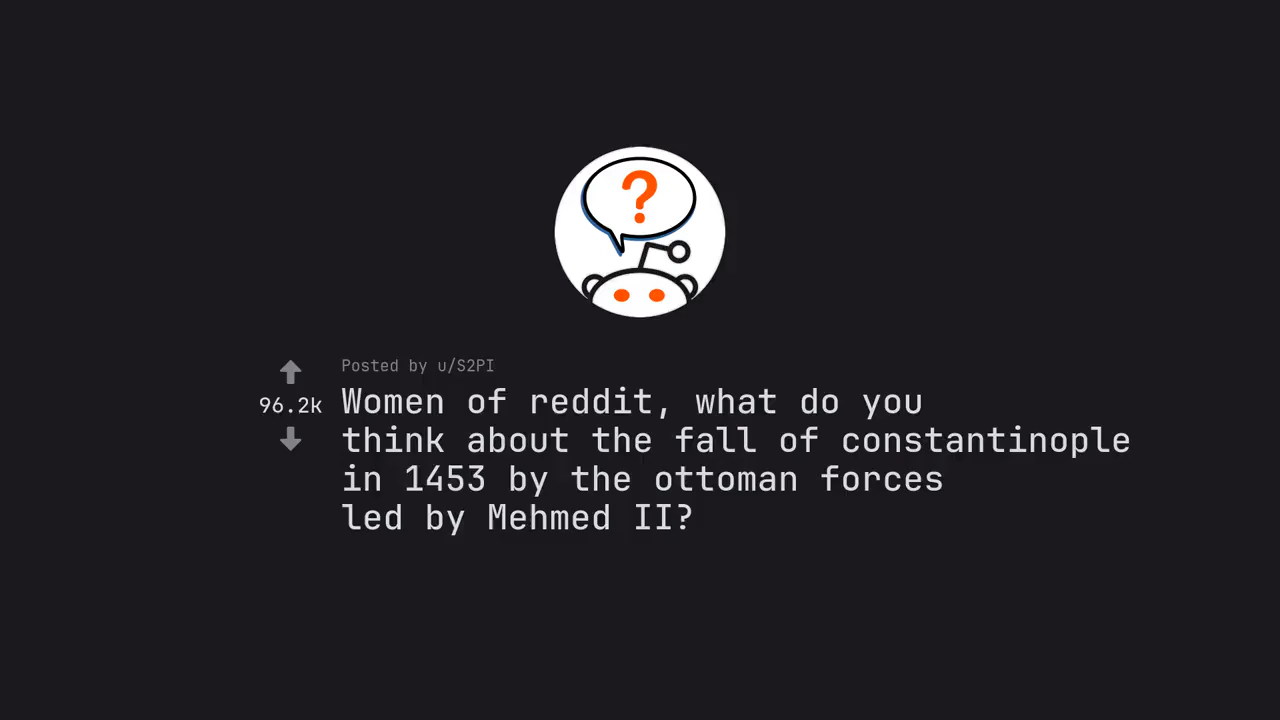 ?
Posted by u/S2PI
96.2k
Women of reddit, what do you
think about the fall of constantinople
in 1453 by the ottoman forces
led by Mehmed II?